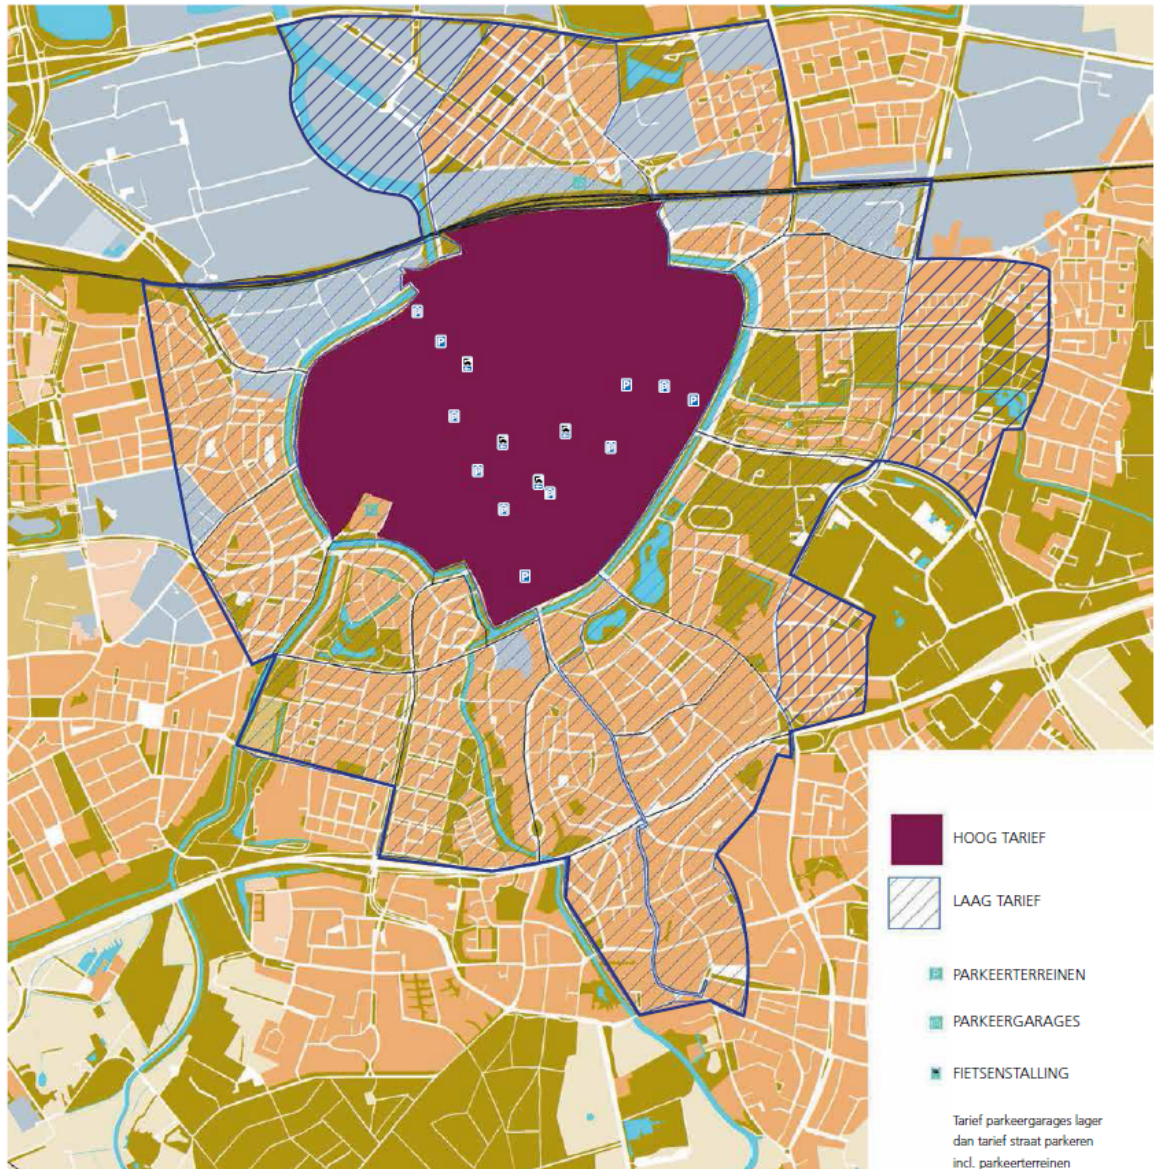 HOOG TARIEF
LAAG TARIEF
P PARKEERTERREINEN
PARKEERGARAGES
FIETSENSTALLING
Tarief parkeergarages lager
dan tarief straat parkeren
incl. parkeerterreinen